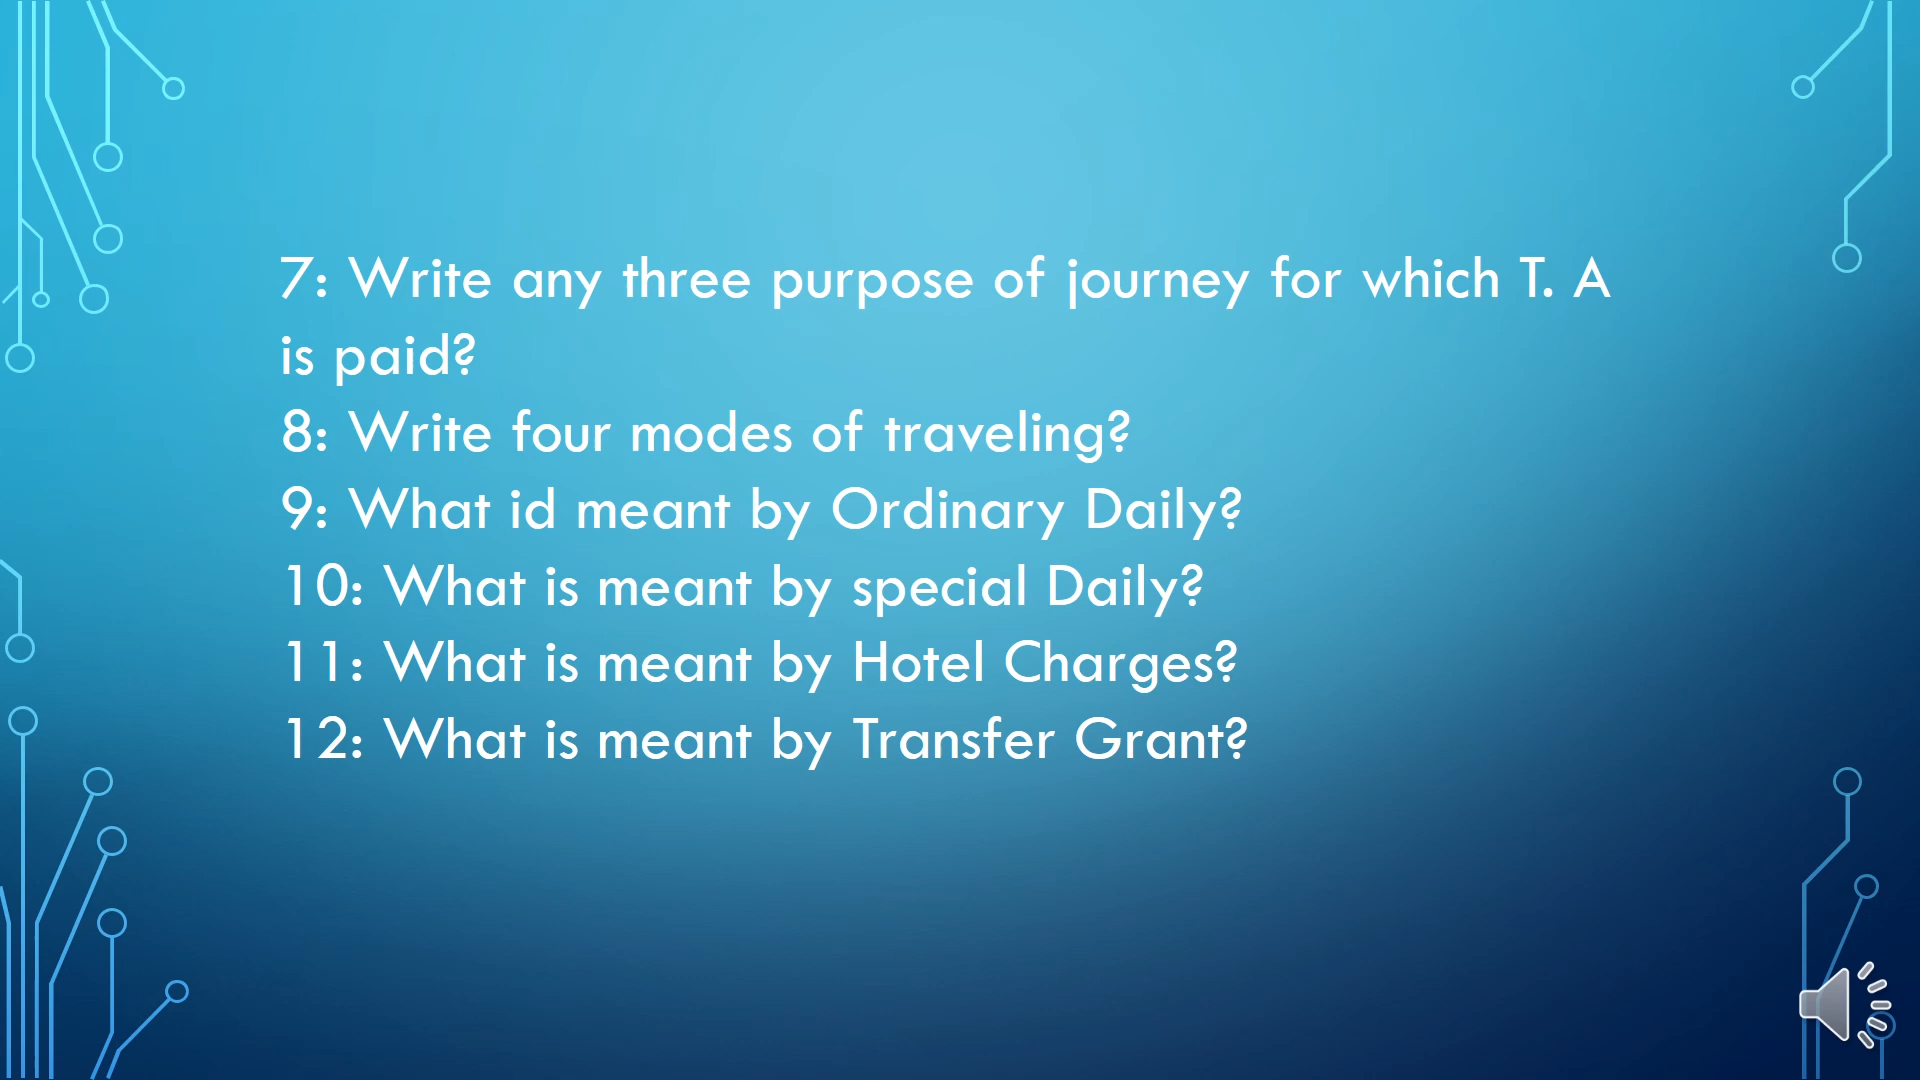 7: Write any three purpose of journey for which T. A
is paid?
8: Write four modes of traveling?
9: What id meant by Ordinary Daily?
10: What is meant by special Daily?
11: What is meant by Hotel Charges?
12: What is meant by Transfer Grant?